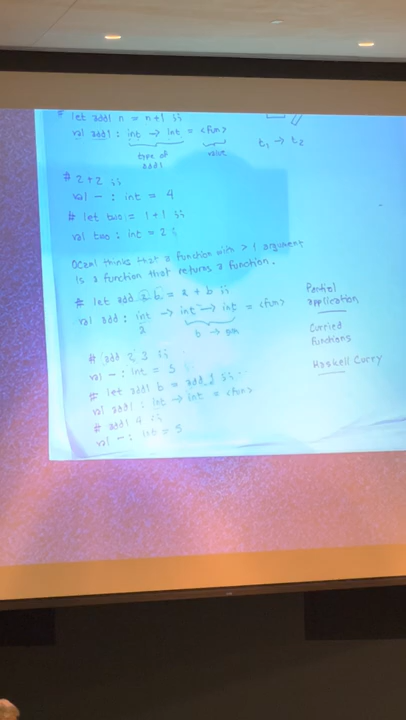 # let add1 n = n+1 ;;
val add1 : int → int = <fun>
type of add1
value
t₁ → t₂
# 2+2 ;;
val - : int = 4
# let two = 1+1 ;;
val two : int = 2 ;
OCaml thinks that a function with > 1 argument
is a function that returns a function.
# let add a b = a + b ;;
val add : int → int → int = <fun>
a
b →
Partial
application
Curried
Functions
Haskell Curry
# add 2 3 ;;
val - : int = 5
# let add1 b = add 1 ;;
val add1 : int → int = <fun>
# add1 4 ;;
val - : int = 5